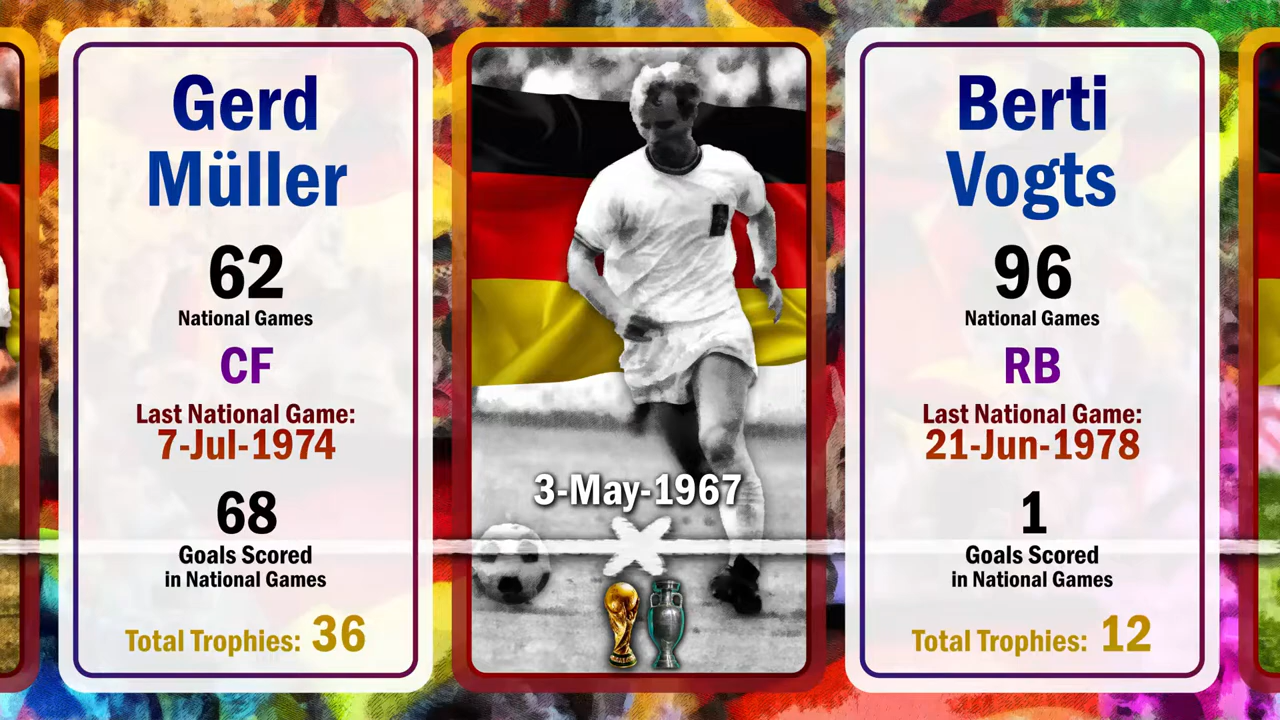 Gerd
Müller
62
National Games
CF
Last National Game:
7-Jul-1974
68
Goals Scored
in National Games
Total Trophies: 36
3-May-1967
Berti
Vogts
96
National Games
RB
Last National Game:
21-Jun-1978
1
Goals Scored
in National Games
Total Trophies: 12